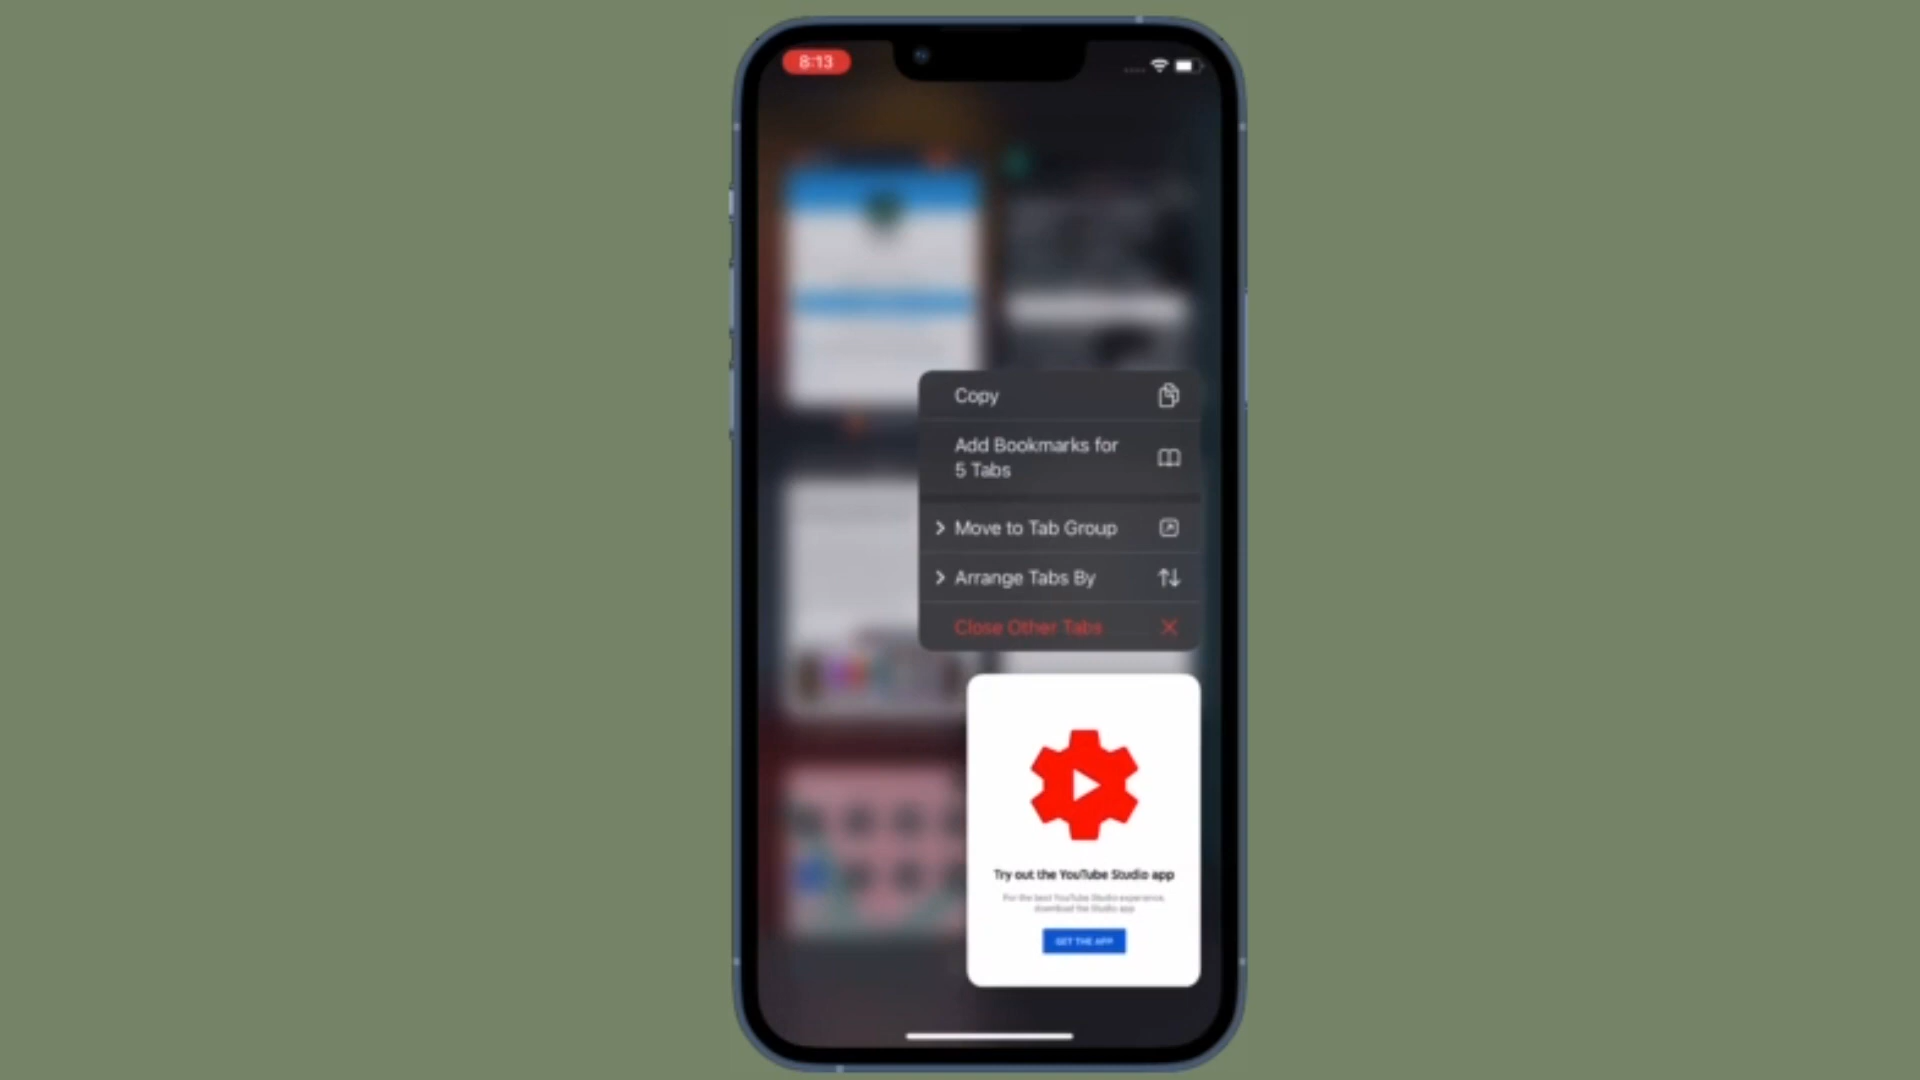 8:13
Copy
Add Bookmarks for
5 Tabs
Move to Tab Group
Arrange Tabs By
Close Other Tabs
Try out the YouTube Studio app
For the best YouTube Studio experience,
download the Studio app
GET THE APP